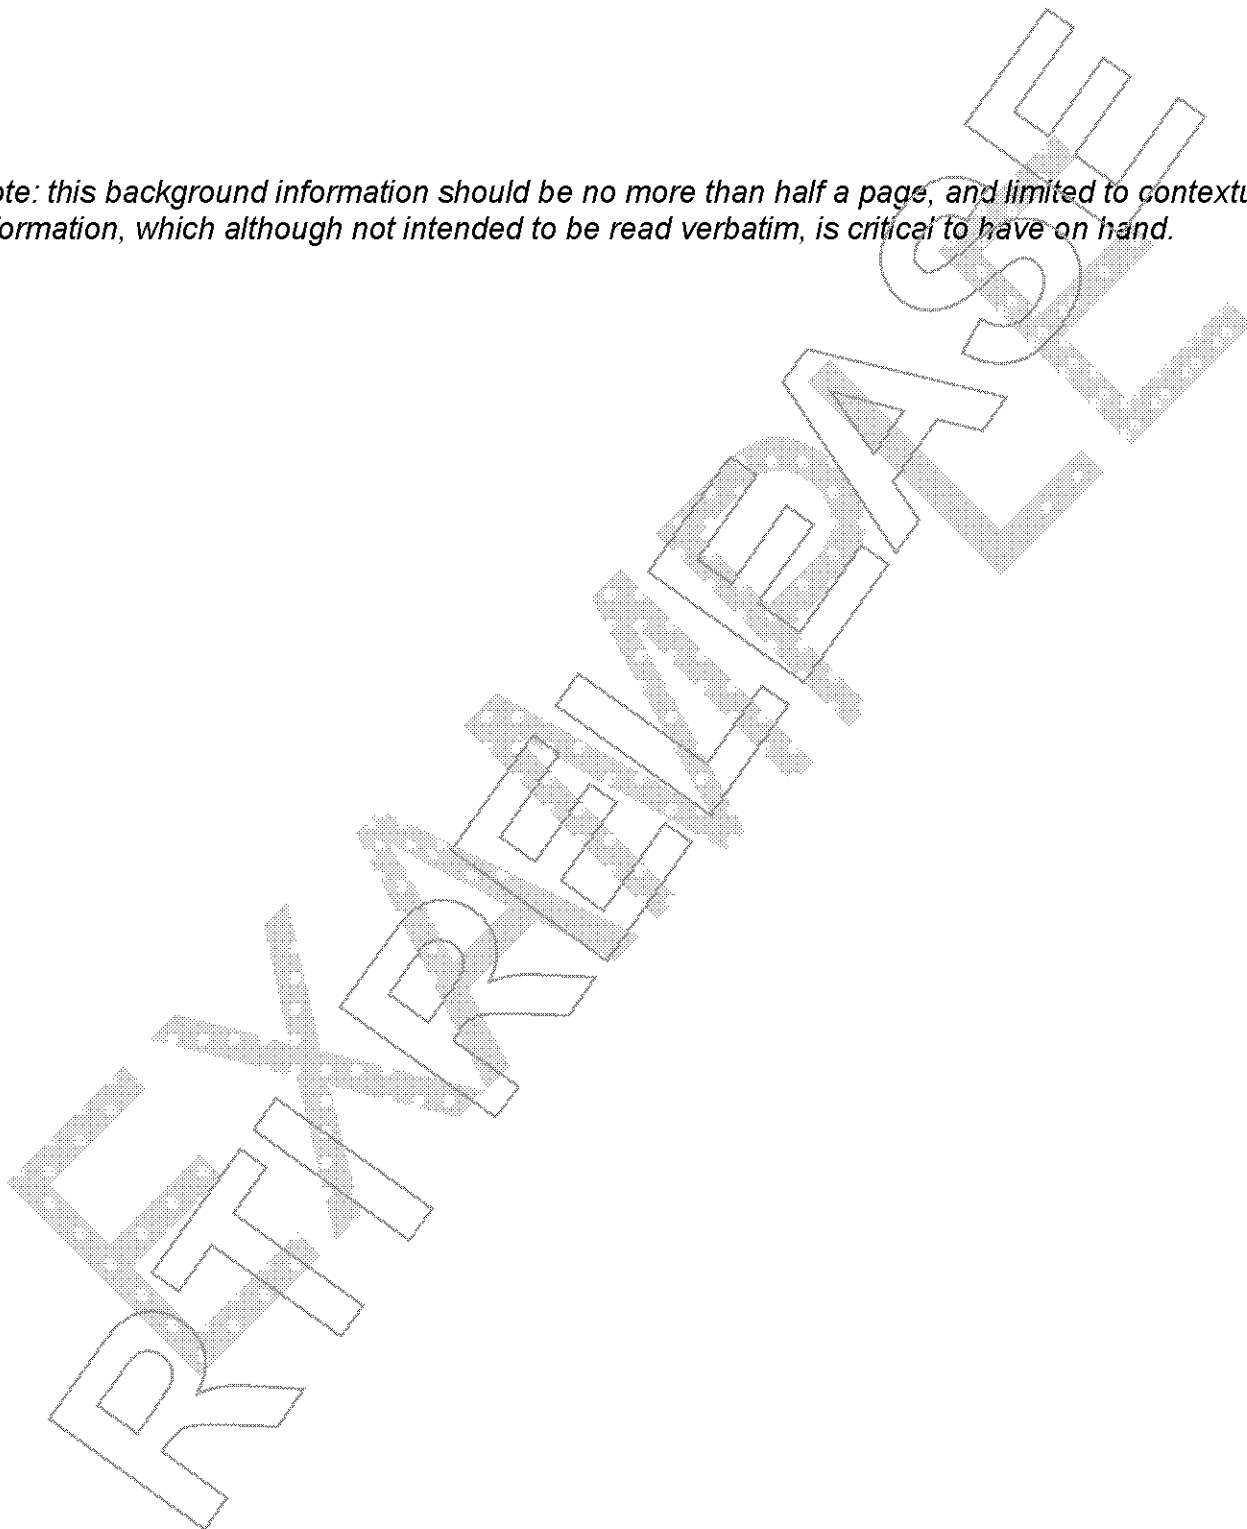 ote: this background information should be no more than half a page, and limited to contextu
formation, which although not intended to be read verbatim, is critical to have on hand.
EXAMPLE
RTI RELEASE